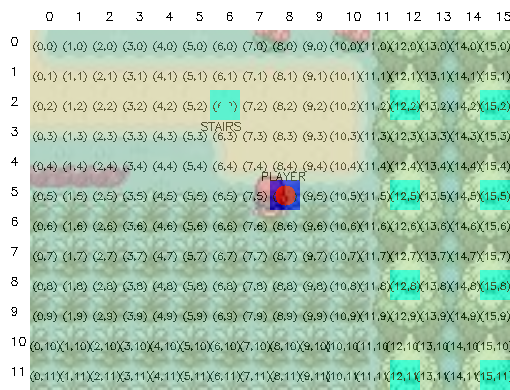 0 1 2 3 4 5 6 7 8 9 10 11 12 13 14 15
0 (0,0) (1,0) (2,0) (3,0) (4,0) (5,0) (6,0) (7,0) (8,0) (9,0) (10,0) (11,0) (12,0) (13,0) (14,0) (15,0)
1 (0,1) (1,1) (2,1) (3,1) (4,1) (5,1) (6,1) (7,1) (8,1) (9,1) (10,1) (11,1) (12,1) (13,1) (14,1) (15,1)
2 (0,2) (1,2) (2,2) (3,2) (4,2) (5,2) (7,2) (8,2) (9,2) (10,2) (11,2) (12,2) (13,2) (14,2) (15,2)
STAIRS
3 (0,3) (1,3) (2,3) (3,3) (4,3) (5,3) (6,3) (7,3) (8,3) (9,3) (10,3) (11,3) (12,3) (13,3) (14,3) (15,3)
4 (0,4) (1,4) (2,4) (3,4) (4,4) (5,4) (6,4) (7,4) (8,4) (9,4) (10,4) (11,4) (12,4) (13,4) (14,4) (15,4)
PLAYER
5 (0,5) (1,5) (2,5) (3,5) (4,5) (5,5) (6,5) (7,5) (9,5) (10,5) (11,5) (12,5) (13,5) (14,5) (15,5)
6 (0,6) (1,6) (2,6) (3,6) (4,6) (5,6) (6,6) (7,6) (8,6) (9,6) (10,6) (11,6) (12,6) (13,6) (14,6) (15,6)
7 (0,7) (1,7) (2,7) (3,7) (4,7) (5,7) (6,7) (7,7) (8,7) (9,7) (10,7) (11,7) (12,7) (13,7) (14,7) (15,7)
8 (0,8) (1,8) (2,8) (3,8) (4,8) (5,8) (6,8) (7,8) (8,8) (9,8) (10,8) (11,8) (12,8) (13,8) (14,8) (15,8)
9 (0,9) (1,9) (2,9) (3,9) (4,9) (5,9) (6,9) (7,9) (8,9) (9,9) (10,9) (11,9) (12,9) (13,9) (14,9) (15,9)
10 (0,10) (1,10) (2,10) (3,10) (4,10) (5,10) (6,10) (7,10) (8,10) (9,10) (10,10) (11,10) (12,10) (13,10) (14,10) (15,10)
11 (0,11) (1,11) (2,11) (3,11) (4,11) (5,11) (6,11) (7,11) (8,11) (9,11) (10,11) (11,11) (12,11) (13,11) (14,11) (15,11)